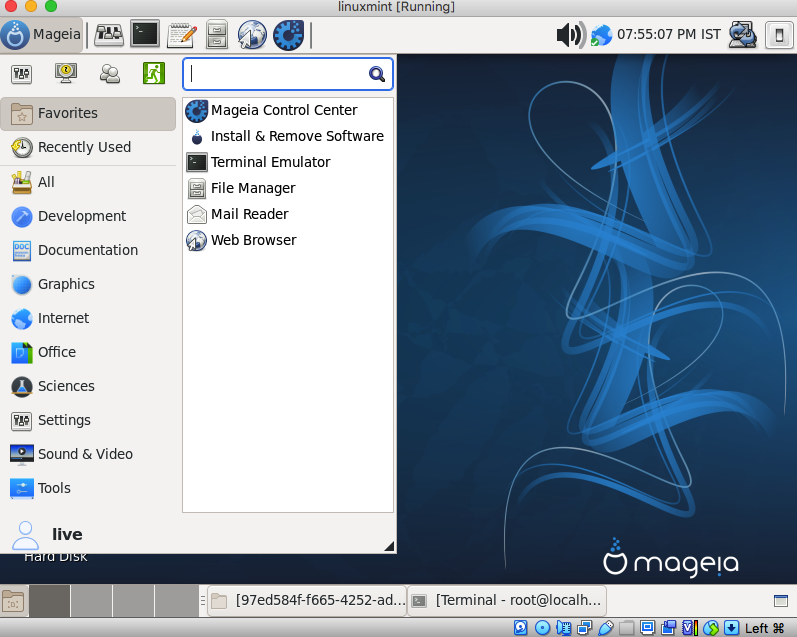 linuxmint [Running]
Mageia
07:55:07 PM IST
Favorites
Recently Used
All
Development
Documentation
Graphics
Internet
Office
Sciences
Settings
Sound & Video
Tools
live
Mageia Control Center
Install & Remove Software
Terminal Emulator
File Manager
Mail Reader
Web Browser
Hard Disk
mageia
[97ed584f-f665-4252-ad...
[Terminal - root@localh...
Left ⌘